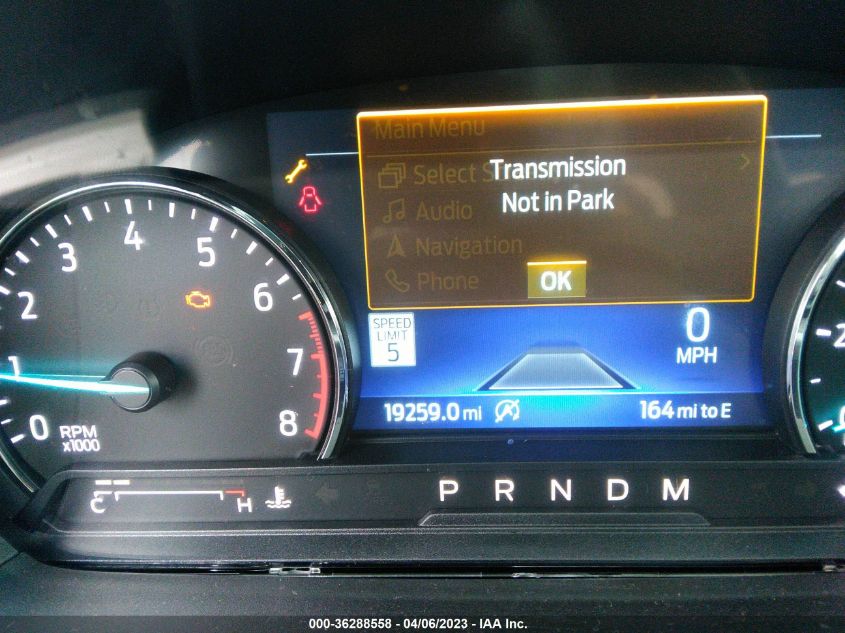 Main Menu
Select S
Audio
Navigation
Phone
Transmission
Not in Park
OK
SPEED
LIMIT
5
0
MPH
19259.0 mi
164 mi to E
0 1 2 3 4 5 6 7 8
RPM
x1000
C H
P R N D M
000-36288558 - 04/06/2023 - IAA Inc.